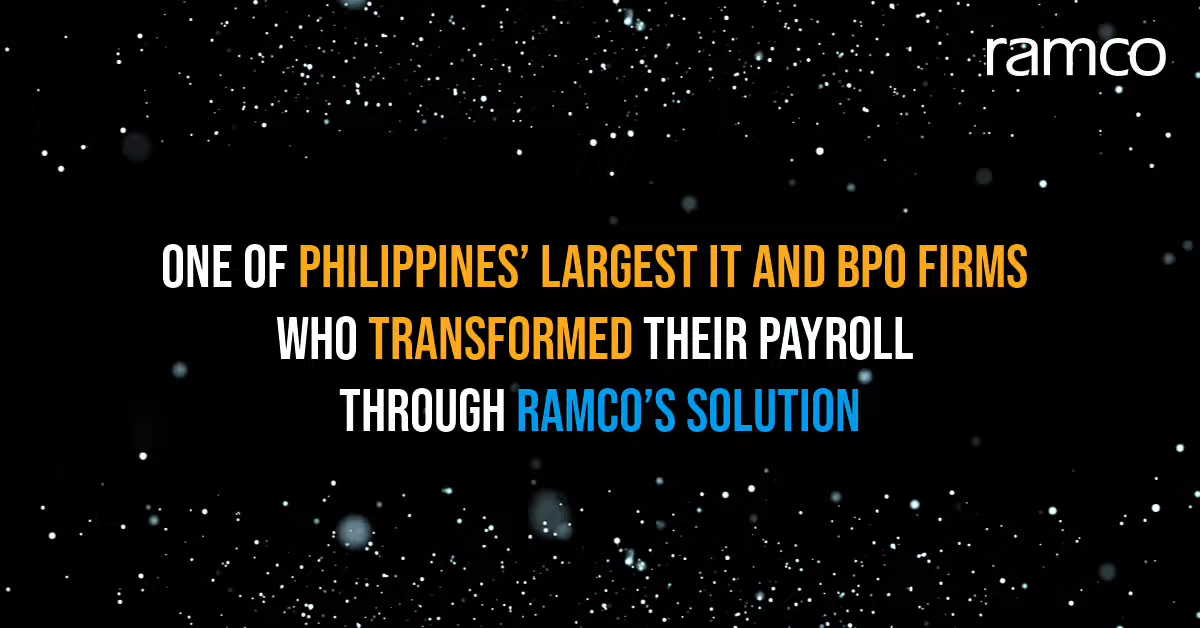 ramco
ONE OF PHILIPPINES’ LARGEST IT AND BPO FIRMS
WHO TRANSFORMED THEIR PAYROLL
THROUGH RAMCO’S SOLUTION